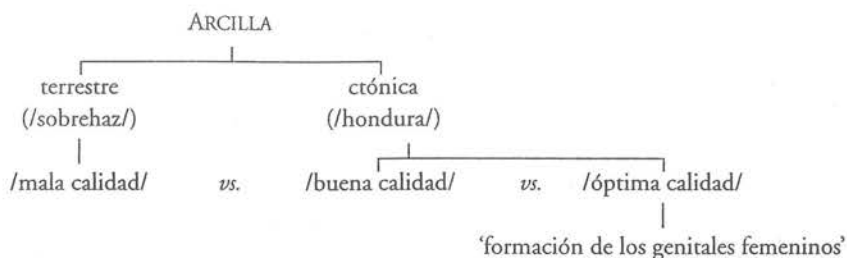 ARCILLA
terrestre ctónica
(/sobrehaz/) (/hondura/)
/mala calidad/ vs. /buena calidad/ vs. /óptima calidad/
‘formación de los genitales femeninos’